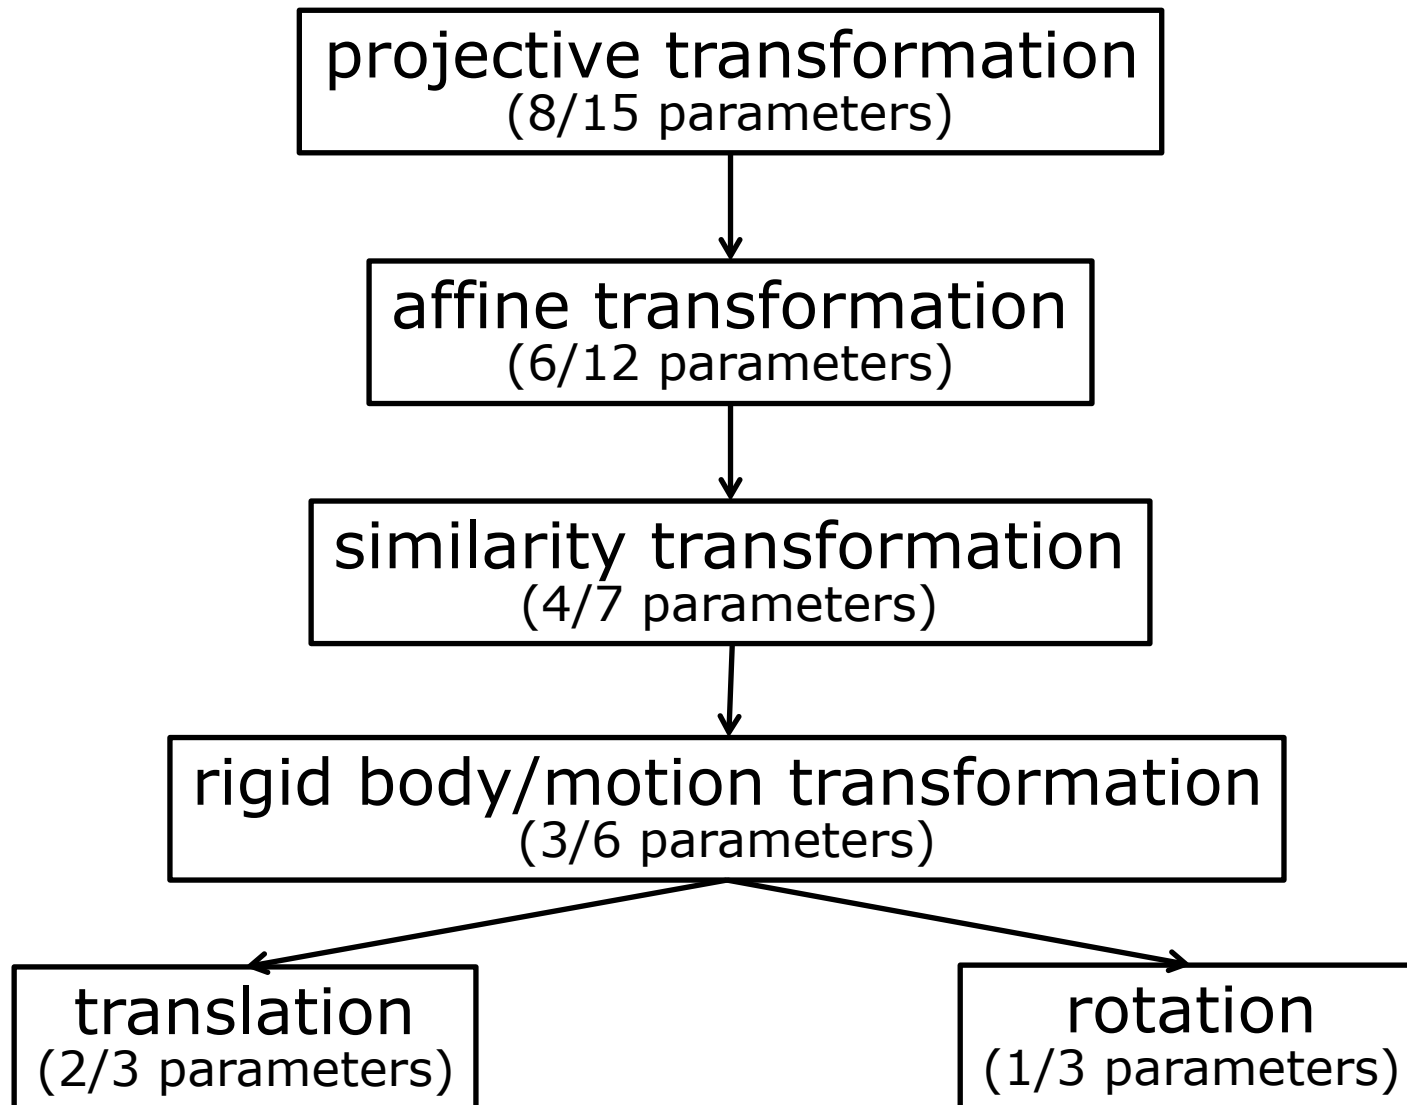 projective transformation
(8/15 parameters)
affine transformation
(6/12 parameters)
similarity transformation
(4/7 parameters)
rigid body/motion transformation
(3/6 parameters)
translation
(2/3 parameters)
rotation
(1/3 parameters)